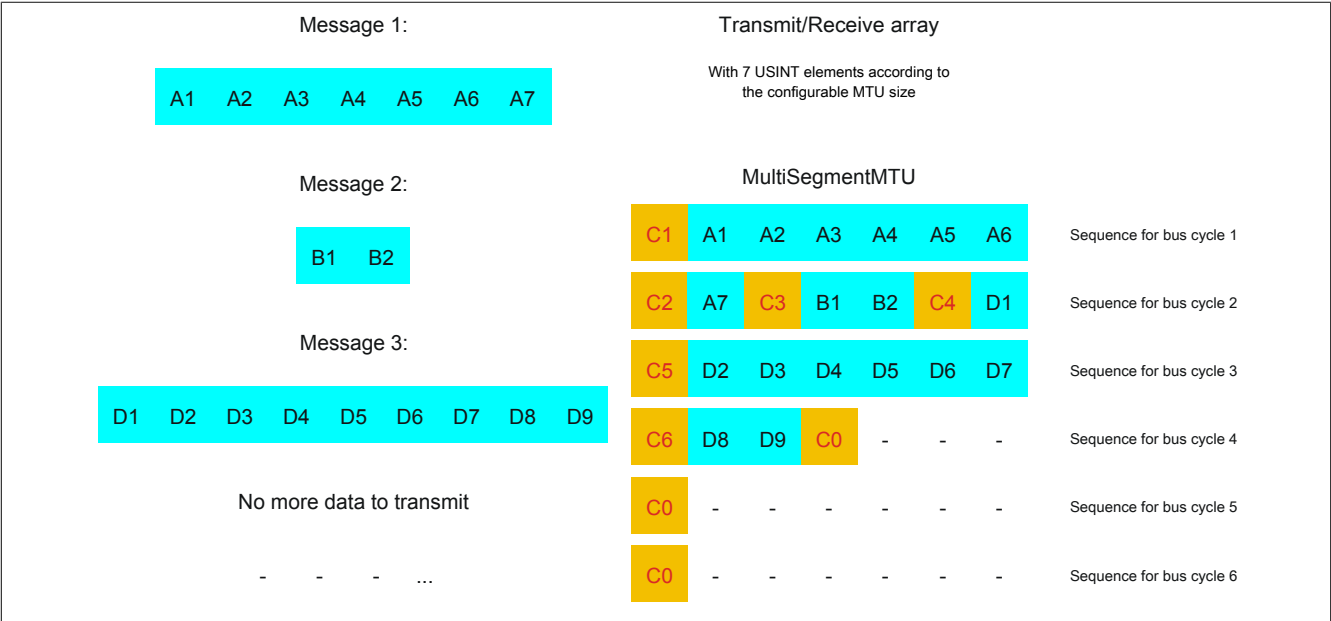 Message 1:
A1 A2 A3 A4 A5 A6 A7
Message 2:
B1 B2
Message 3:
D1 D2 D3 D4 D5 D6 D7 D8 D9
No more data to transmit
- - - ...
Transmit/Receive array
With 7 USINT elements according to
the configurable MTU size
MultiSegmentMTU
C1 A1 A2 A3 A4 A5 A6 Sequence for bus cycle 1
C2 A7 C3 B1 B2 C4 D1 Sequence for bus cycle 2
C5 D2 D3 D4 D5 D6 D7 Sequence for bus cycle 3
C6 D8 D9 C0 - - - Sequence for bus cycle 4
C0 - - - - - - Sequence for bus cycle 5
C0 - - - - - - Sequence for bus cycle 6